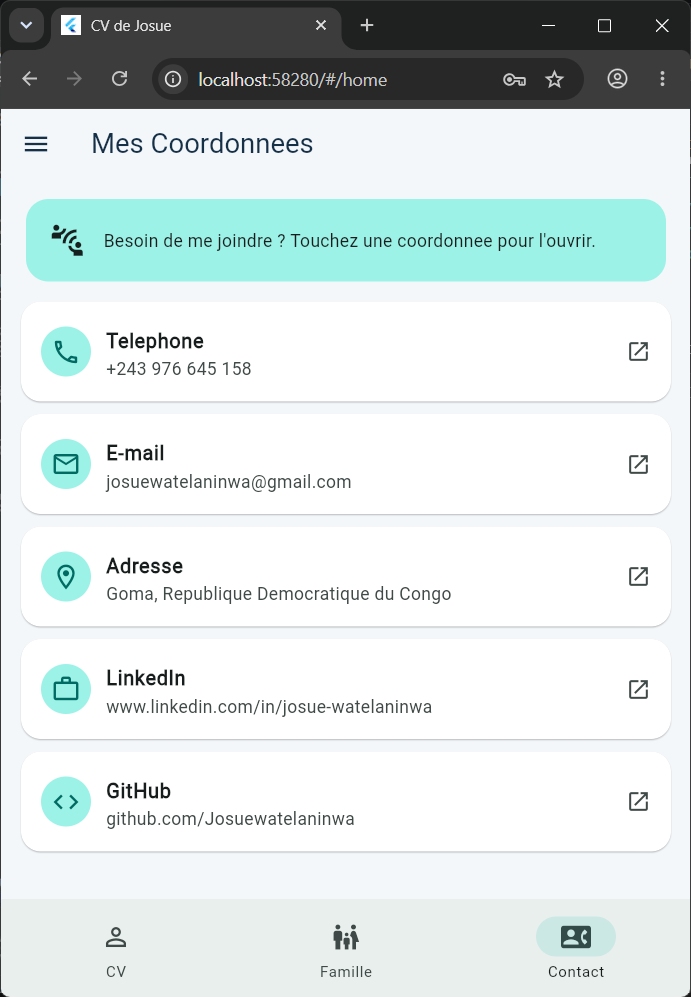 CV de Josue
localhost:58280/#/home
Mes Coordonnees
Besoin de me joindre ? Touchez une coordonnee pour l'ouvrir.
Telephone
+243 976 645 158
E-mail
josuewatelaninwa@gmail.com
Adresse
Goma, Republique Democratique du Congo
LinkedIn
www.linkedin.com/in/josue-watelaninwa
GitHub
github.com/Josuewatelaninwa
CV
Famille
Contact